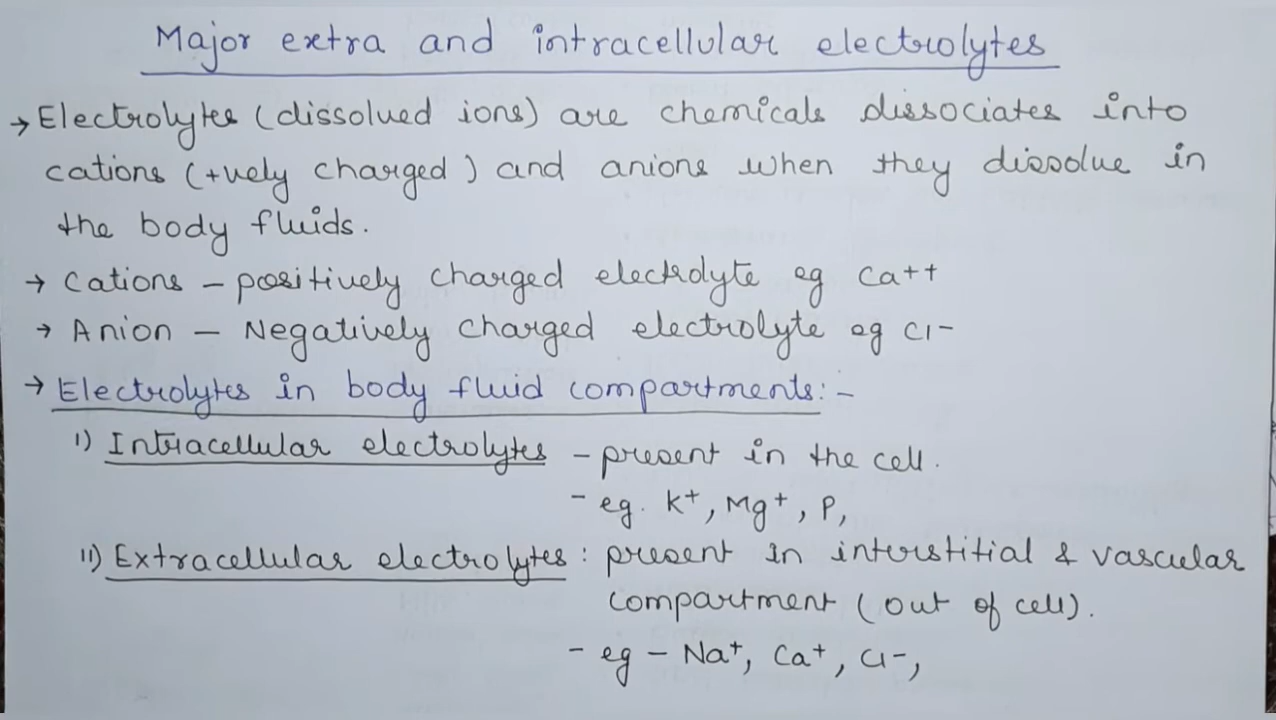 Major extra and intracellular electrolytes
→ Electrolytes (dissolved ions) are chemicals dissociates into
cations (+vely charged) and anions when they dissolve in
the body fluids.
→ Cations – positively charged electrolyte eg Ca++
→ Anion – Negatively charged electrolyte eg Cl-
→ Electrolytes in body fluid compartments:-
i) Intracellular electrolytes - present in the cell.
- eg. K+, Mg+, P,
ii) Extracellular electrolytes: present in interstitial & vascular
compartment (out of cell).
- eg – Na+, Ca+, Cl-,